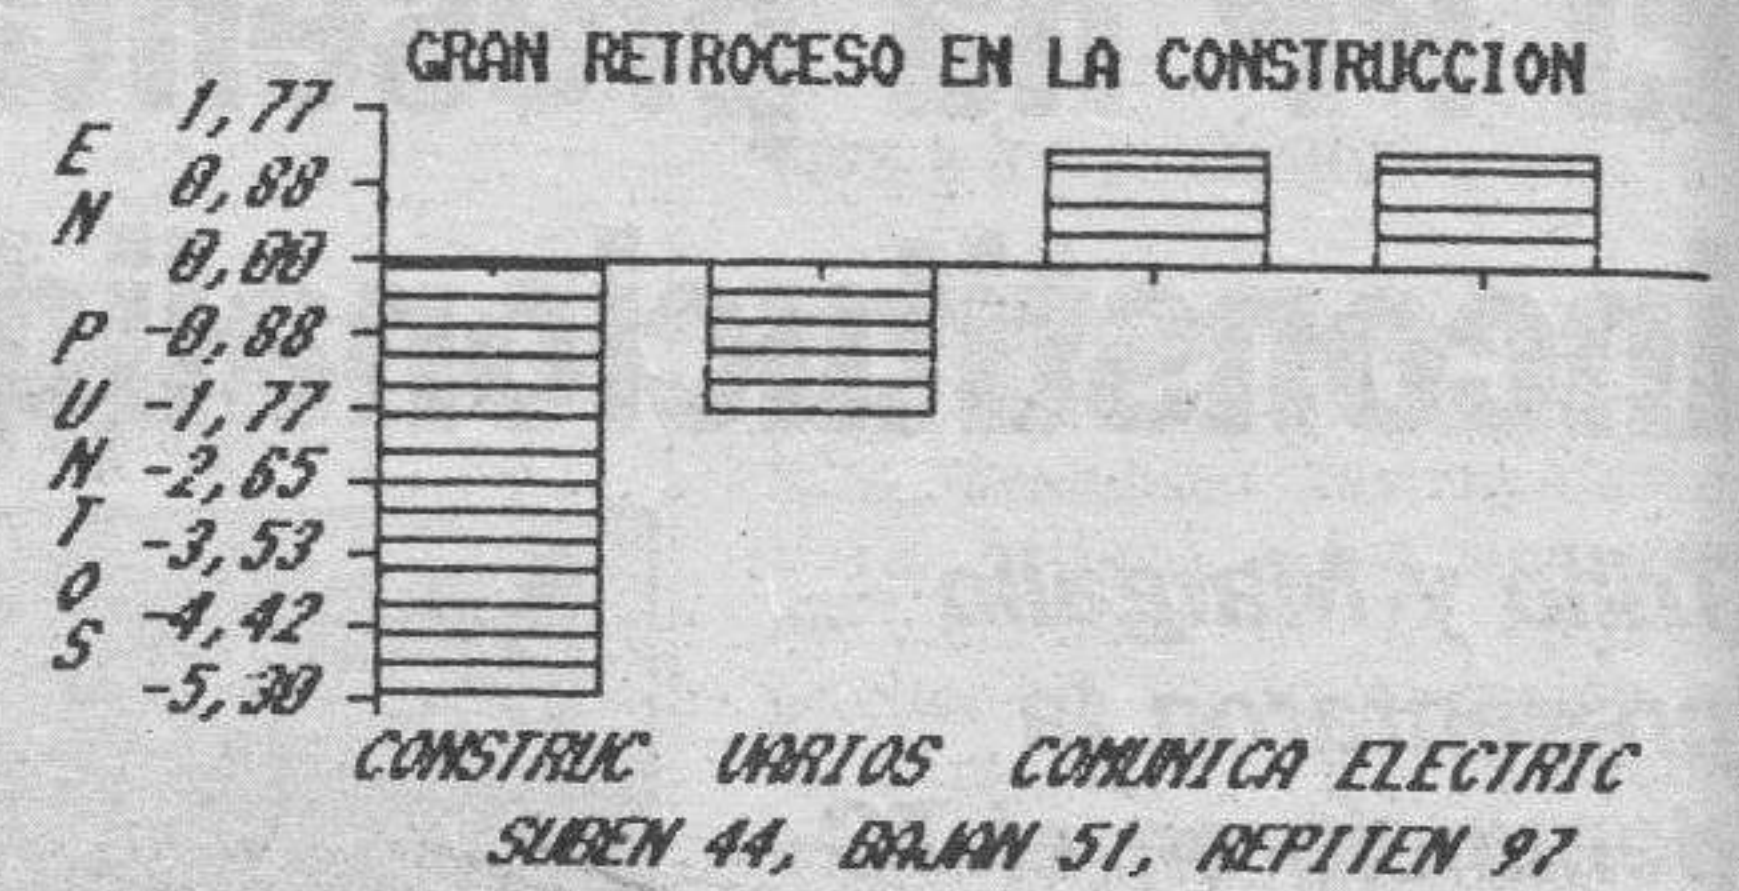 GRAN RETROCESO EN LA CONSTRUCCION
EN PUNTOS
1,77
0,88
0,00
-0,88
-1,77
-2,65
-3,53
-4,42
-5,30
CONSTRUC VARIOS COMUNICA ELECTRIC
SUBEN 44, BAJAN 51, REPITEN 97